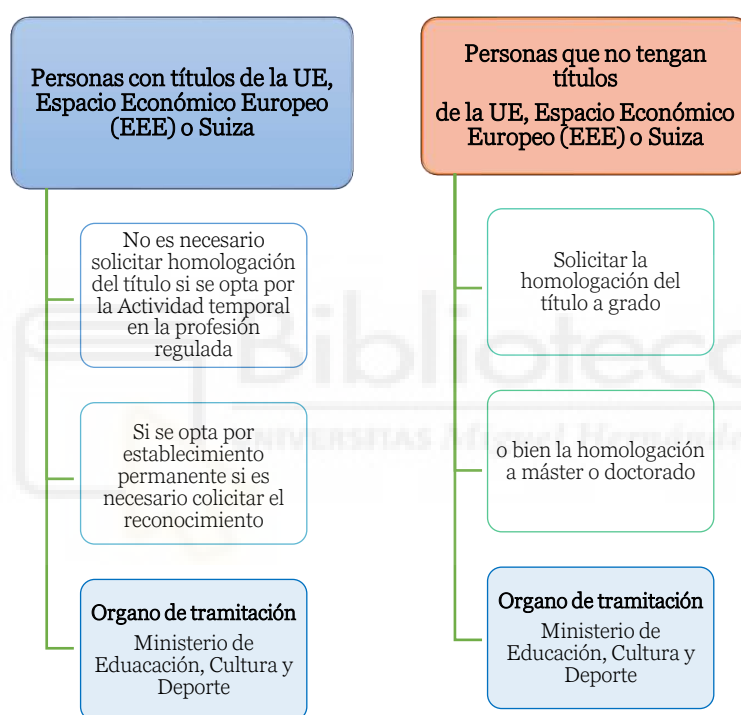 Personas con títulos de la UE,
Espacio Económico Europeo
(EEE) o Suiza
No es necesario
solicitar homologación
del título si se opta por
la Actividad temporal
en la profesión
regulada
Si se opta por
establecimiento
permanente si es
necesario colicitar el
reconocimiento
Organo de tramitación
Ministerio de
Eduacación, Cultura y
Deporte
Personas que no tengan
títulos
de la UE, Espacio Económico
Europeo (EEE) o Suiza
Solicitar la
homologación del
título a grado
o bien la homologación
a máster o doctorado
Organo de tramitación
Ministerio de
Educación, Cultura y
Deporte
Biblioteca
UNIVERSITAS Miguel Hernández